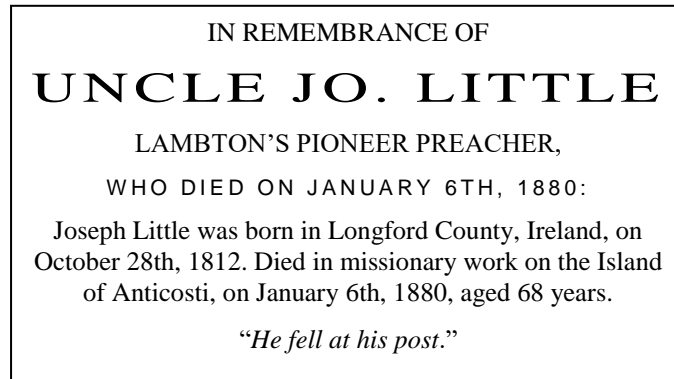 IN REMEMBRANCE OF
UNCLE JO. LITTLE
LAMBTON’S PIONEER PREACHER,
WHO DIED ON JANUARY 6TH, 1880:
Joseph Little was born in Longford County, Ireland, on
October 28th, 1812. Died in missionary work on the Island
of Anticosti, on January 6th, 1880, aged 68 years.
“He fell at his post.”